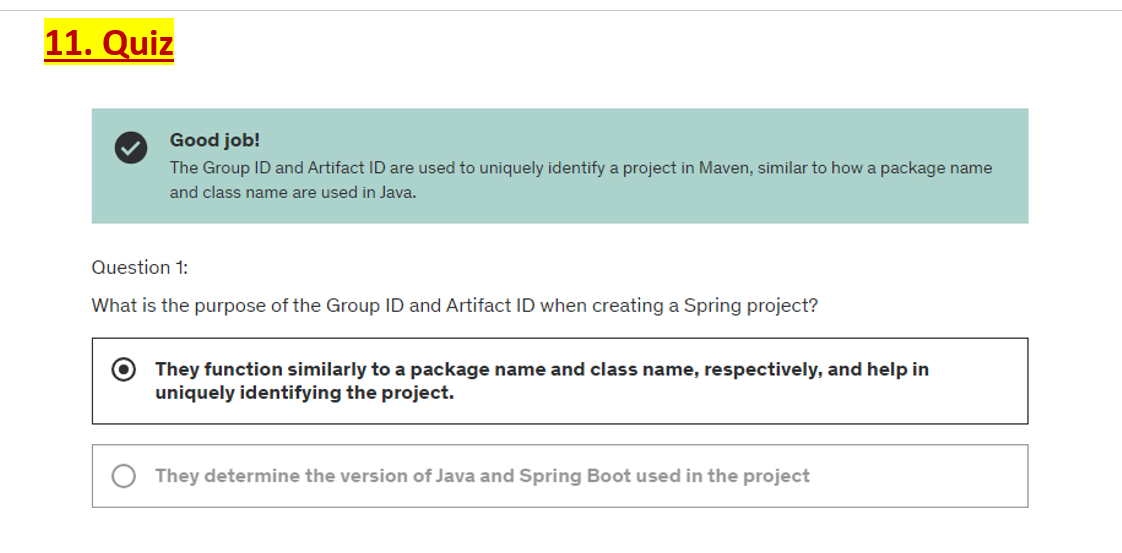 11. Quiz
Good job!
The Group ID and Artifact ID are used to uniquely identify a project in Maven, similar to how a package name
and class name are used in Java.
Question 1:
What is the purpose of the Group ID and Artifact ID when creating a Spring project?
They function similarly to a package name and class name, respectively, and help in
uniquely identifying the project.
They determine the version of Java and Spring Boot used in the project